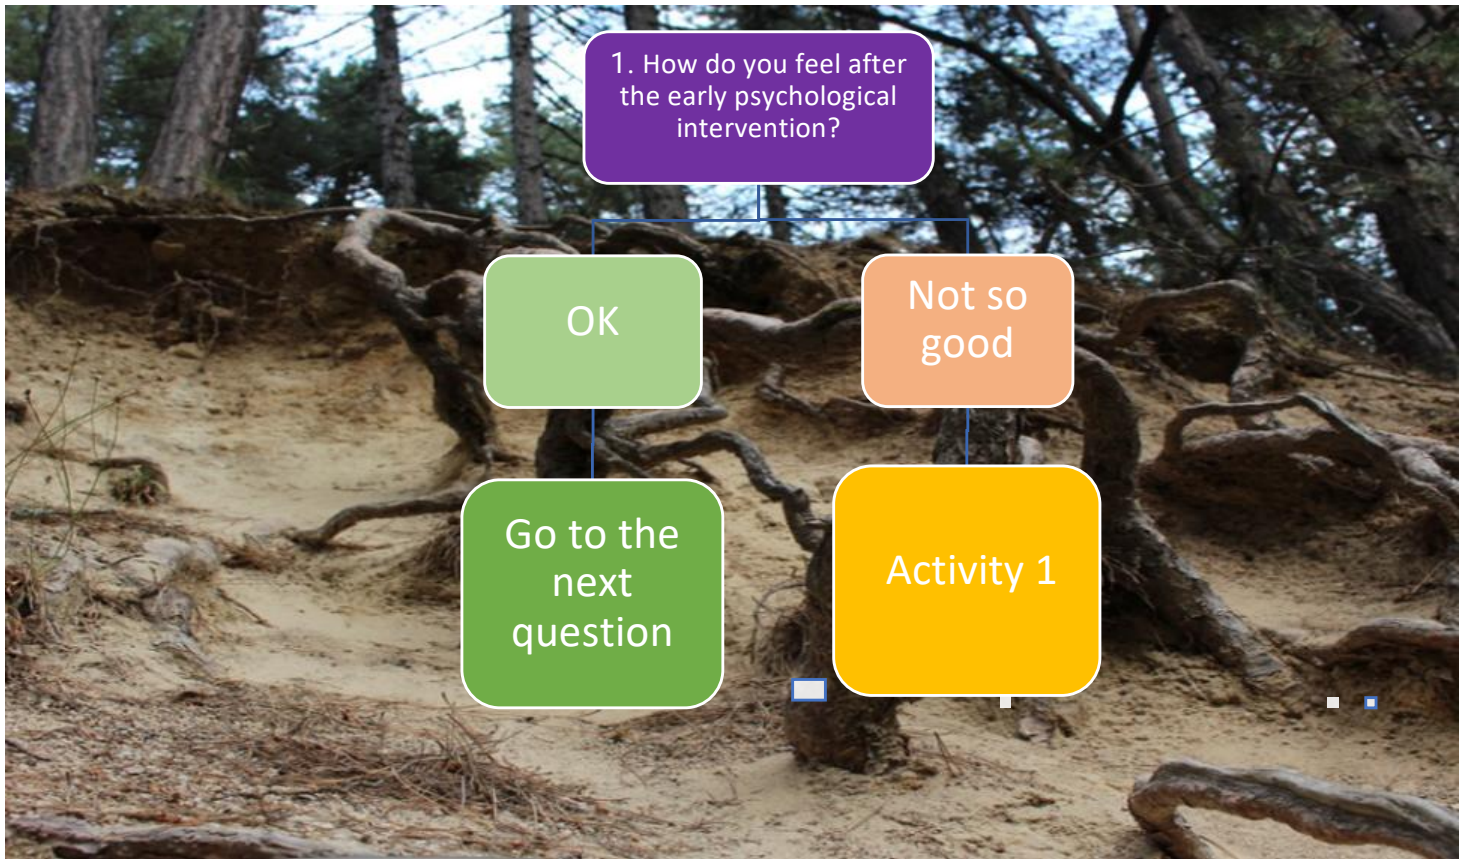 1. How do you feel after
the early psychological
intervention?
OK
Not so
good
Go to the
next
question
Activity 1